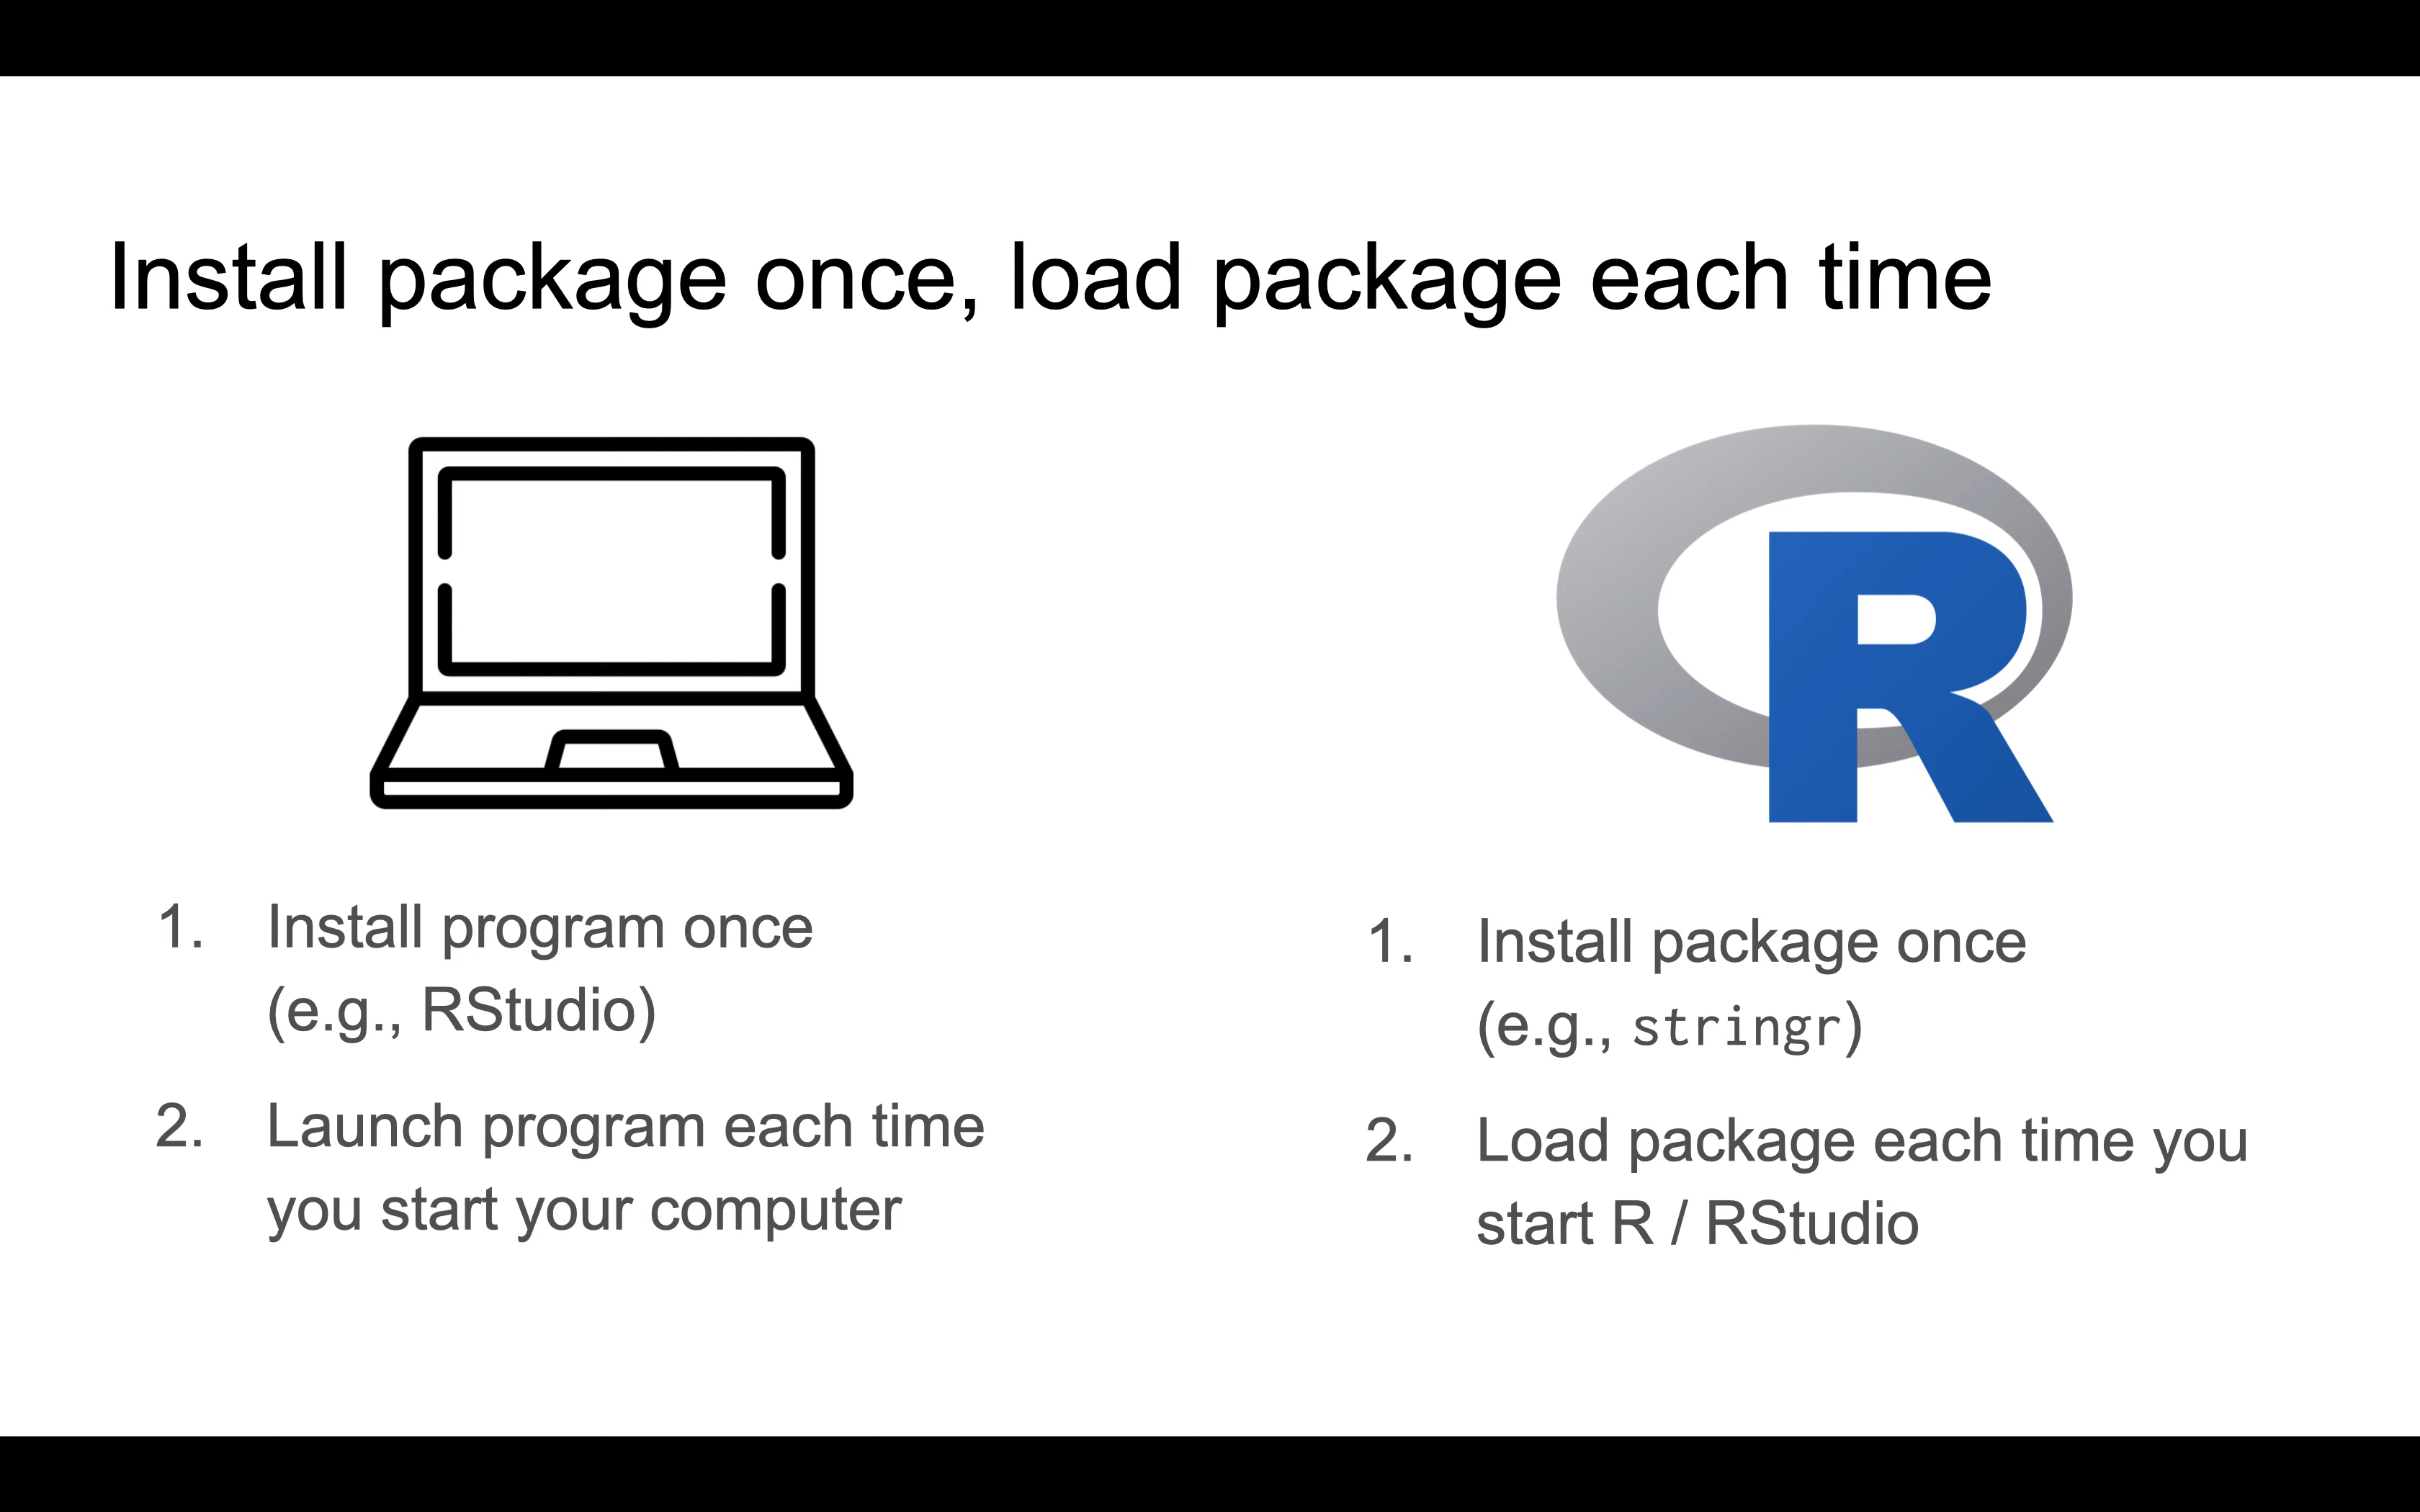 Install package once, load package each time
R
1. Install program once
(e.g., RStudio)
2. Launch program each time
you start your computer
1. Install package once
(e.g., stringr)
2. Load package each time you
start R / RStudio